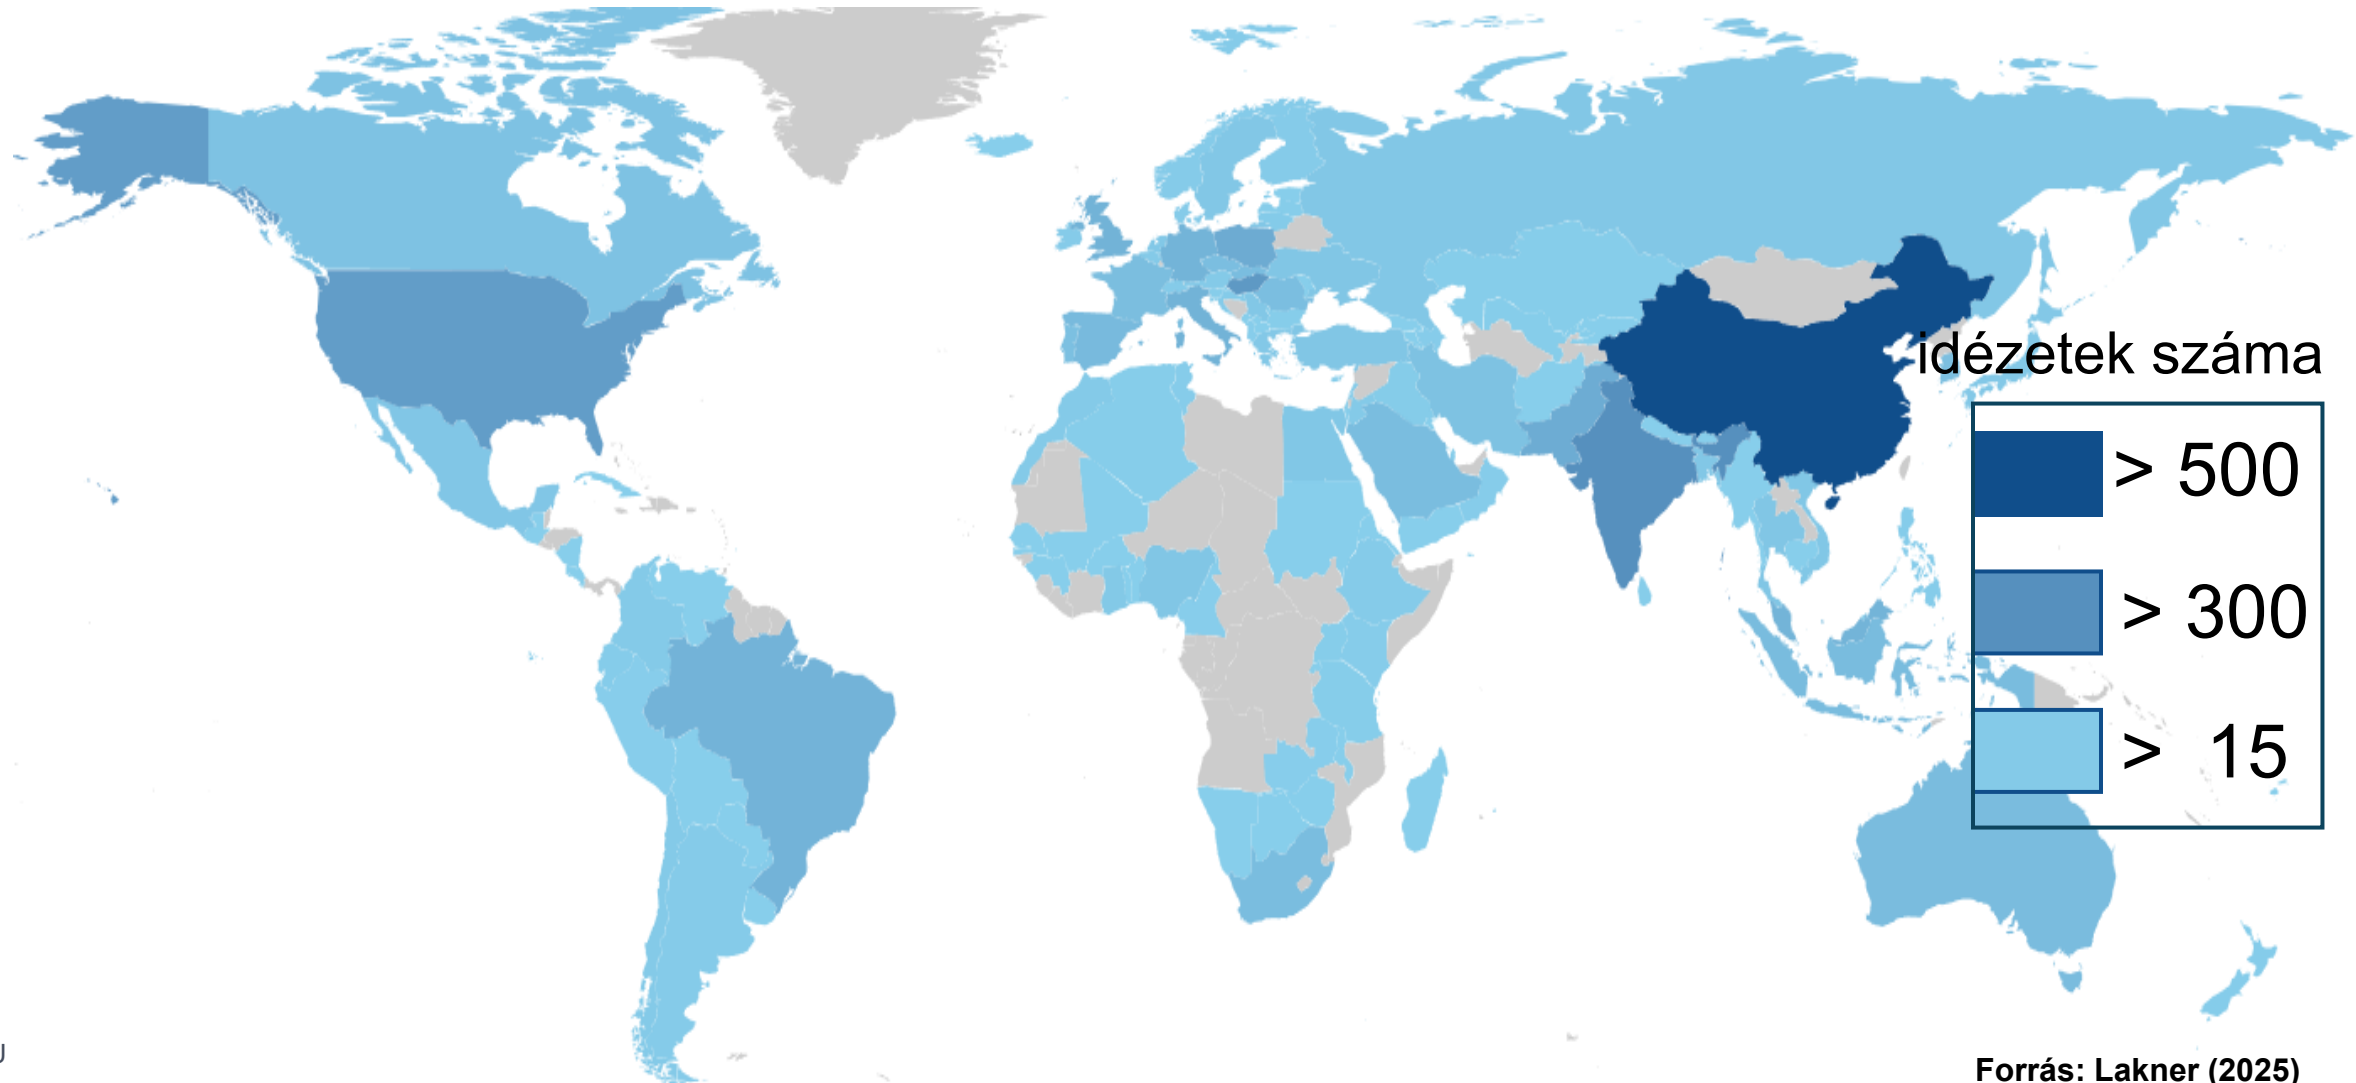 idézetek száma
> 500
> 300
> 15
Forrás: Lakner (2025)